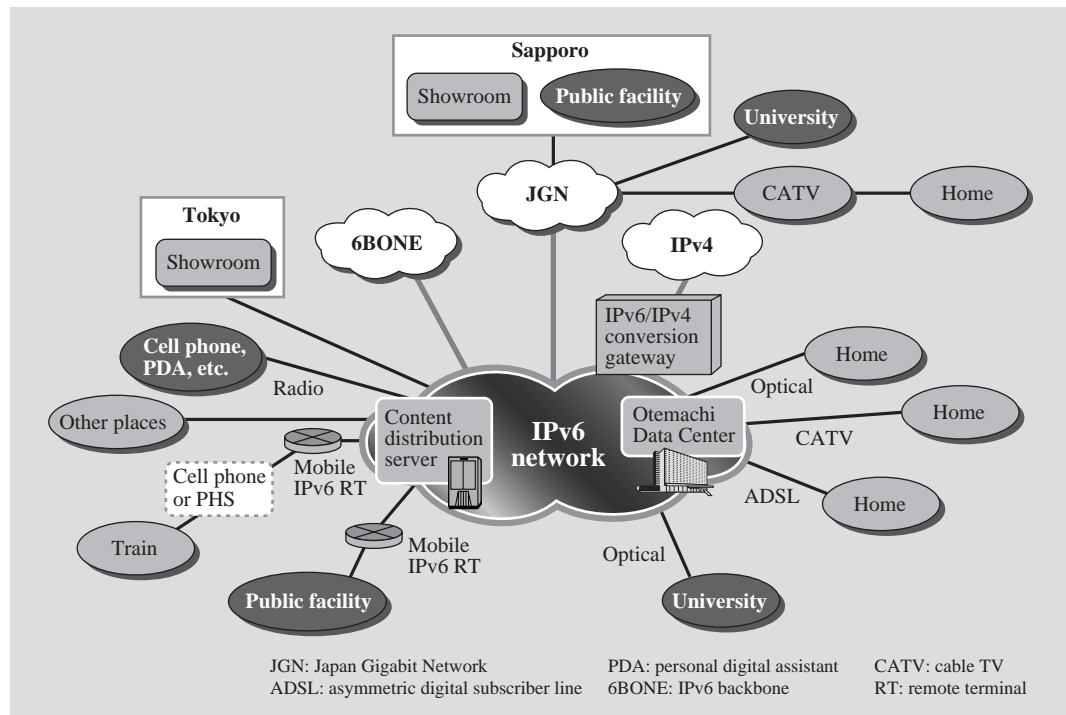 Sapporo
Showroom
Public facility
University
JGN
CATV
Home
Tokyo
Showroom
6BONE
IPv4
IPv6/IPv4
conversion
gateway
Cell phone,
PDA, etc.
Radio
Home
Optical
Other places
Content
distribution
server
IPv6
network
Otemachi
Data Center
Home
CATV
Mobile
IPv6 RT
Cell phone
or PHS
ADSL
Home
Train
Mobile
IPv6 RT
Optical
Public facility
University
JGN: Japan Gigabit Network
PDA: personal digital assistant
CATV: cable TV
ADSL: asymmetric digital subscriber line
6BONE: IPv6 backbone
RT: remote terminal